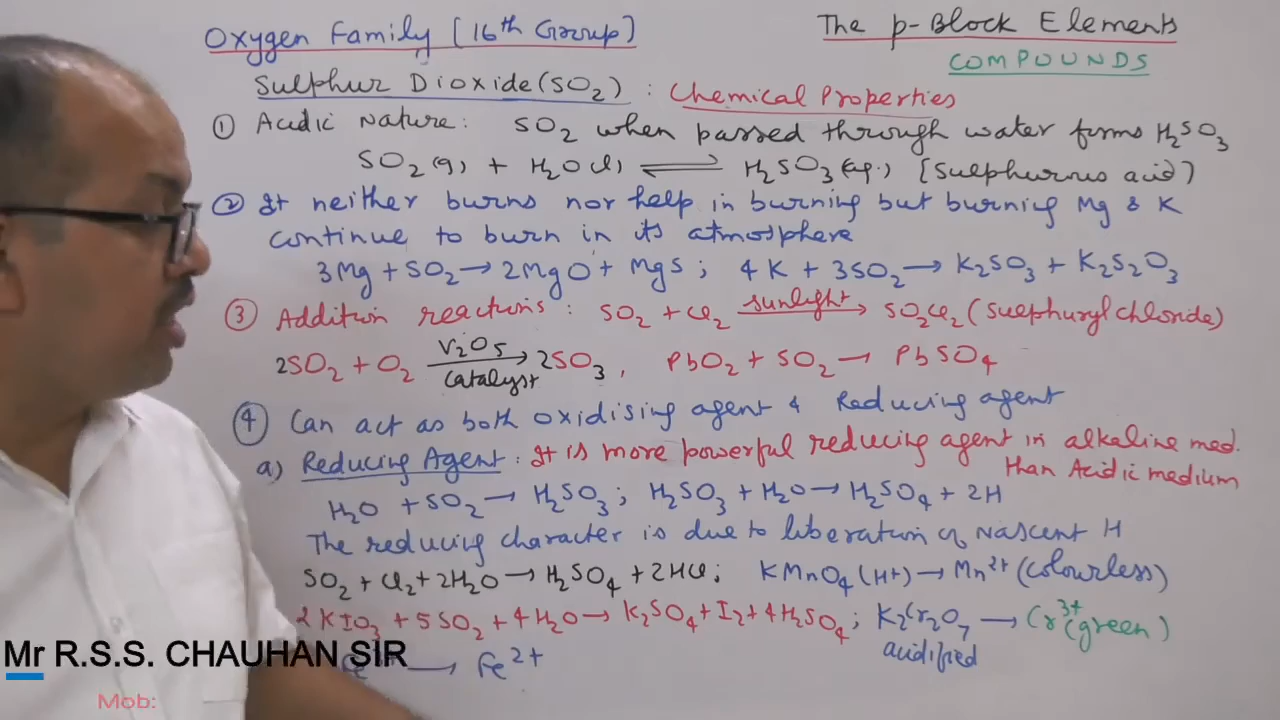 Oxygen Family [16th Group]
The p-Block Elements
COMPOUNDS
Sulphur Dioxide (SO2) : Chemical Properties
① Acidic Nature: SO2 when passed through water forms H2SO3
SO2(g) + H2O(l) ⇌ H2SO3(aq.) [Sulphurous acid)
② It neither burns nor help in burning but burning Mg & K
continue to burn in its atmosphere
3Mg + SO2 → 2MgO + MgS ; 4K + 3SO2 → K2SO3 + K2S2O3
③ Addition reactions : SO2 + Cl2 sunlight→ SO2Cl2 (Sulphuryl chloride)
2SO2 + O2 V2O5→ catalyst 2SO3, PbO2 + SO2 → PbSO4
④ Can act as both oxidising agent & Reducing agent
a) Reducing Agent : It is more powerful reducing agent in alkaline med.
than Acidic medium
H2O + SO2 → H2SO3 ; H2SO3 + H2O → H2SO4 + 2H
The reducing character is due to liberation of Nascent H
SO2 + Cl2 + 2H2O → H2SO4 + 2HCl ; KMnO4 (H+) → Mn2+ (colourless)
2KIO3 + 5SO2 + 4H2O → K2SO4 + I2 + 4H2SO4 ; K2Cr2O7 → Cr3+ (green)
acidified
Mr R.S.S. CHAUHAN SIR
→ Fe2+
Mob: